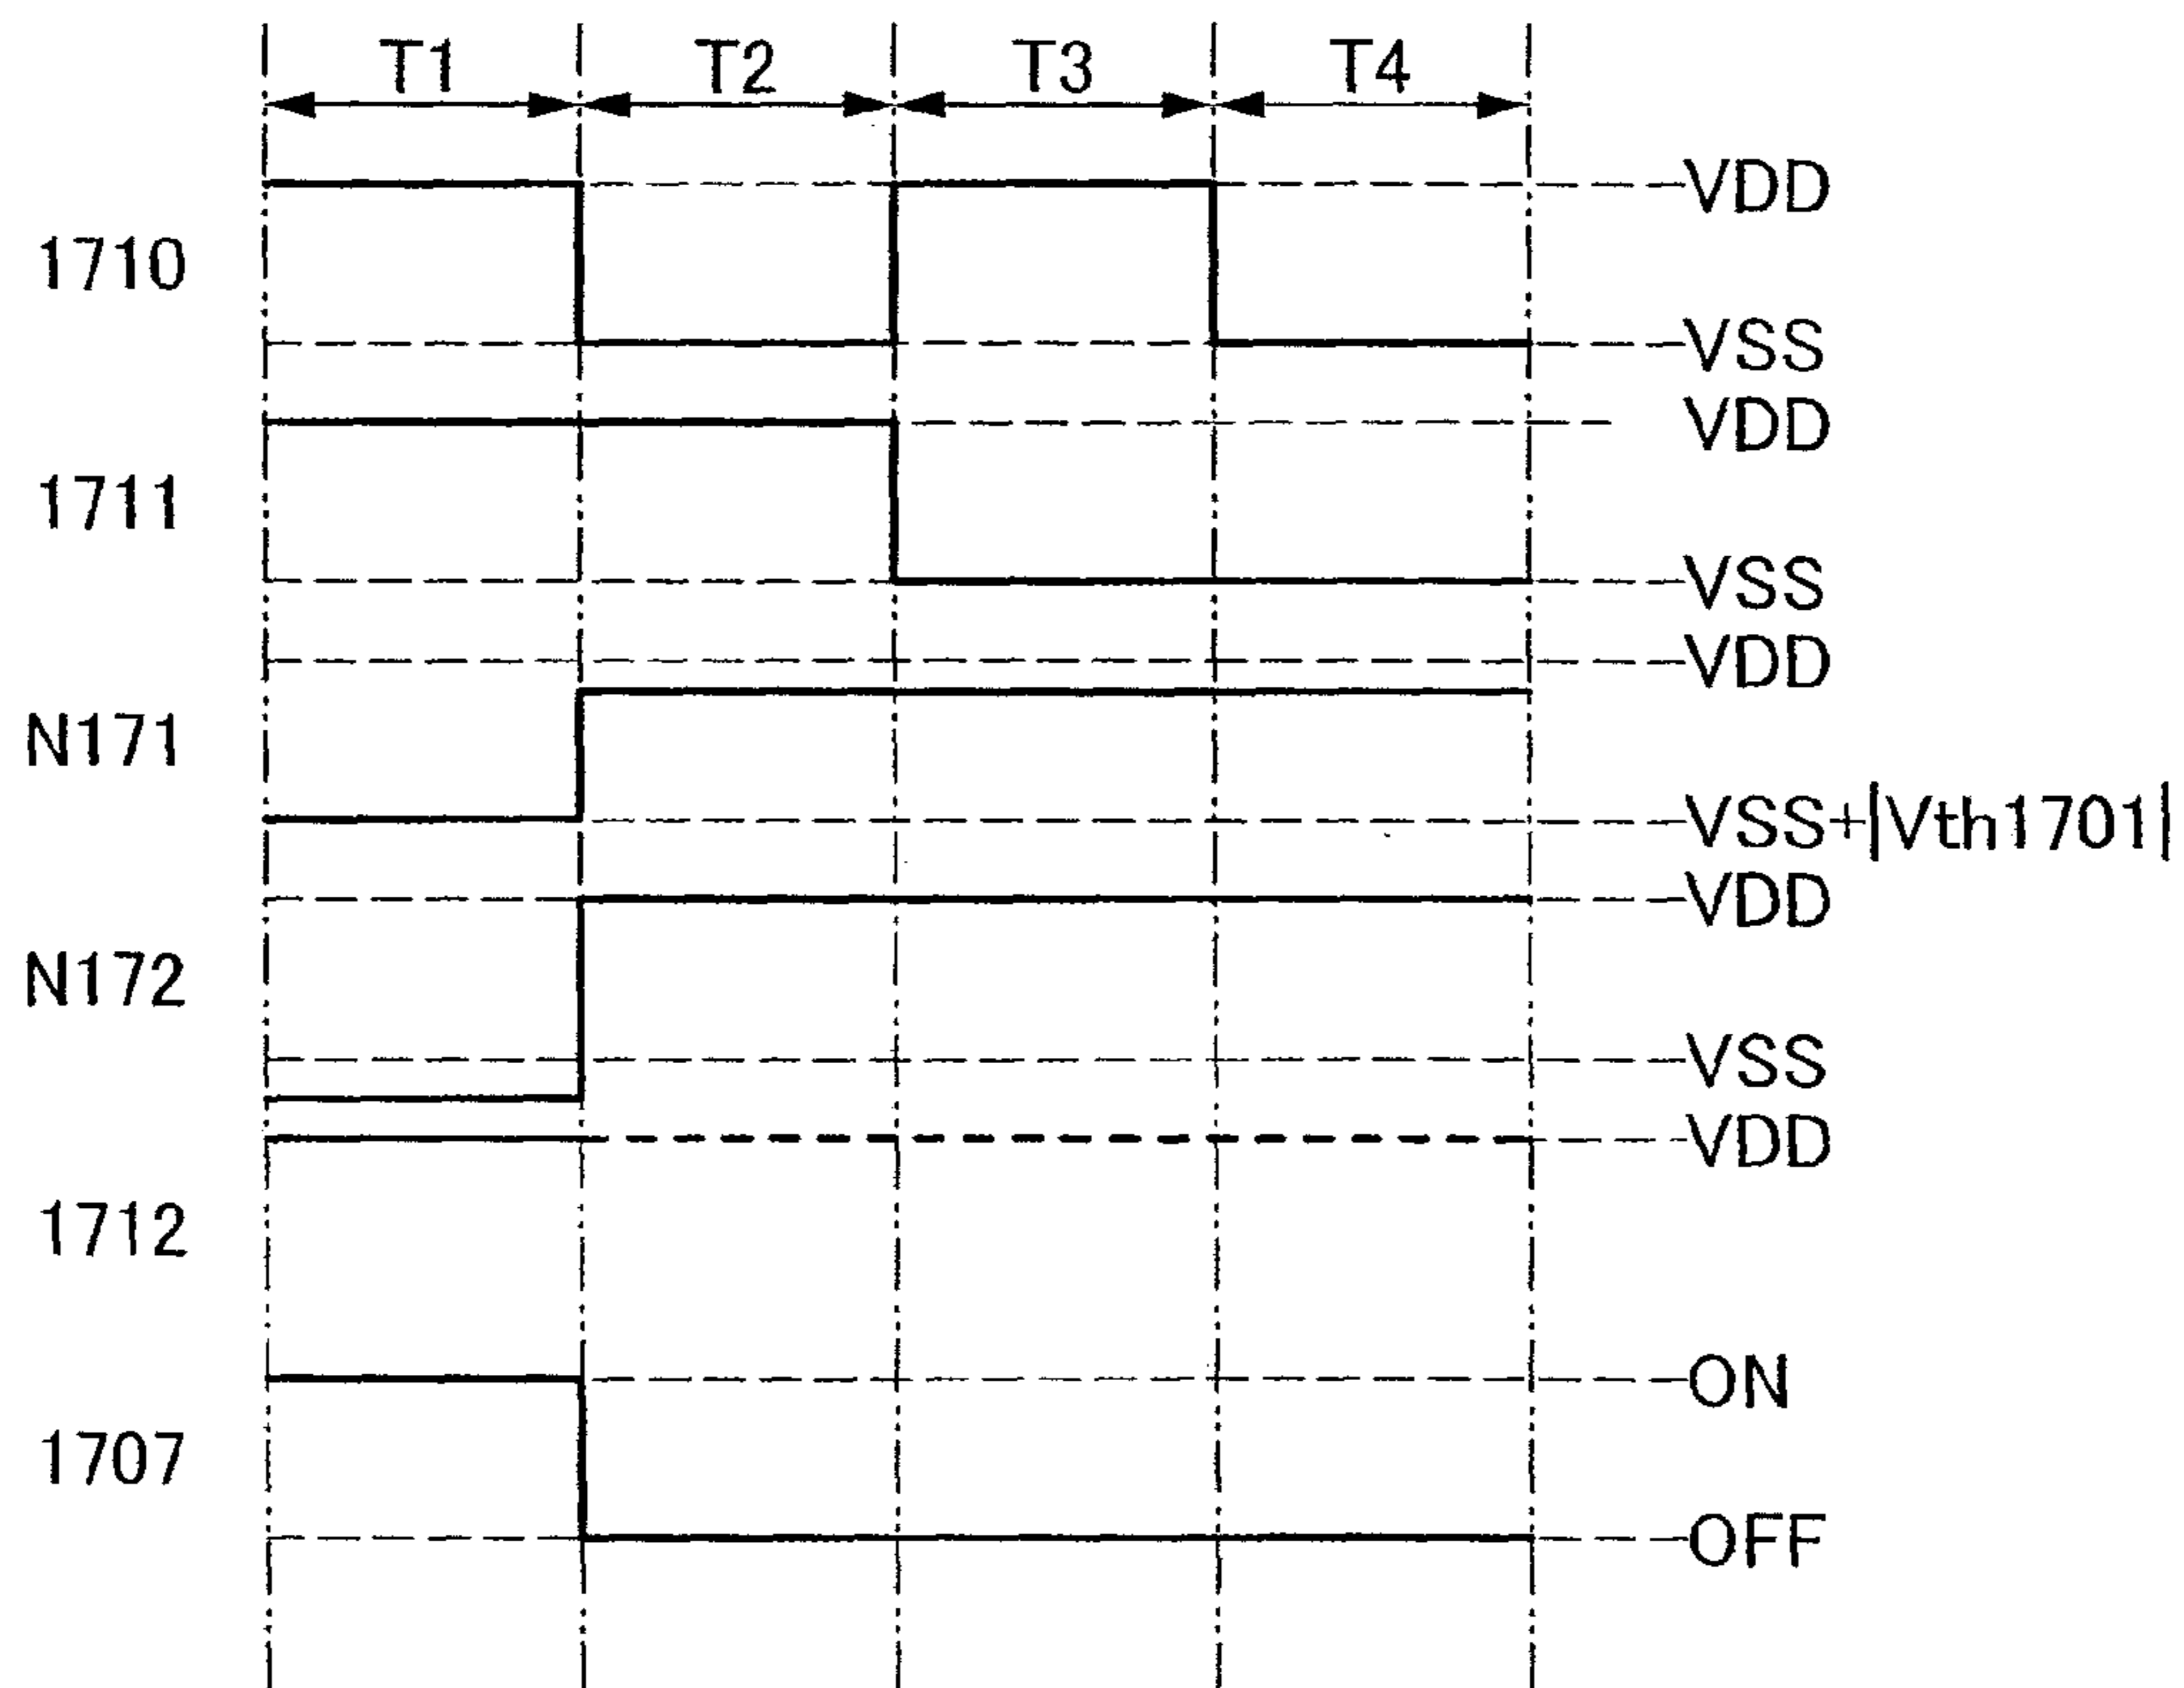 T1 T2 T3 T4
VDD
1710
VSS
VDD
1711
VSS
VDD
N171
VSS+|Vth1701|
VDD
N172
VSS
VDD
1712
ON
1707
OFF